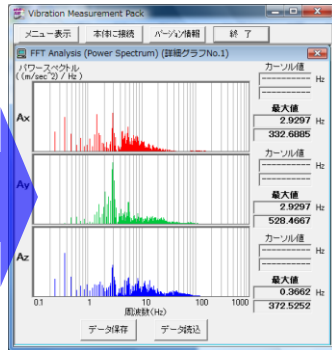 Vibration Measurement Pack
メニュー表示 本体に接続 バージョン情報 終 了
FFT Analysis (Power Spectrum) (詳細グラフNo.1)
パワースペクトル
((m/sec^2) / Hz )
カーソル値
---------- Hz
----------
Ax
最大値
2.9297 Hz
332.6885
カーソル値
---------- Hz
----------
Ay
最大値
2.9297 Hz
528.4667
カーソル値
---------- Hz
----------
Az
最大値
0.3662 Hz
372.5252
0.1 1 10 100 1000
周波数(Hz)
データ保存 データ読込